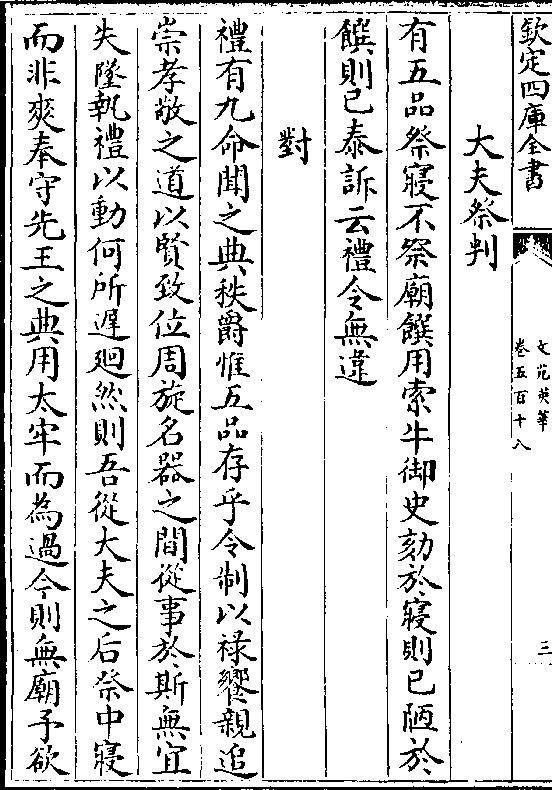 欽定四庫全書
文苑英華
卷五百十八
三
大夫祭判
有五品祭寢不祭廟饌用索牛御史劾於寢則已陋於
饌則已泰訴云禮令無違
對
禮有九命聞之典秩爵惟五品存乎令制以祿饗親追
崇孝敬之道以賢致位周旋名器之間從事於斯無宜
失墜執禮以動何所遲廻然則吾從大夫之后祭中寢
而非爽奉守先王之典用太牢而為過今則無廟予欲